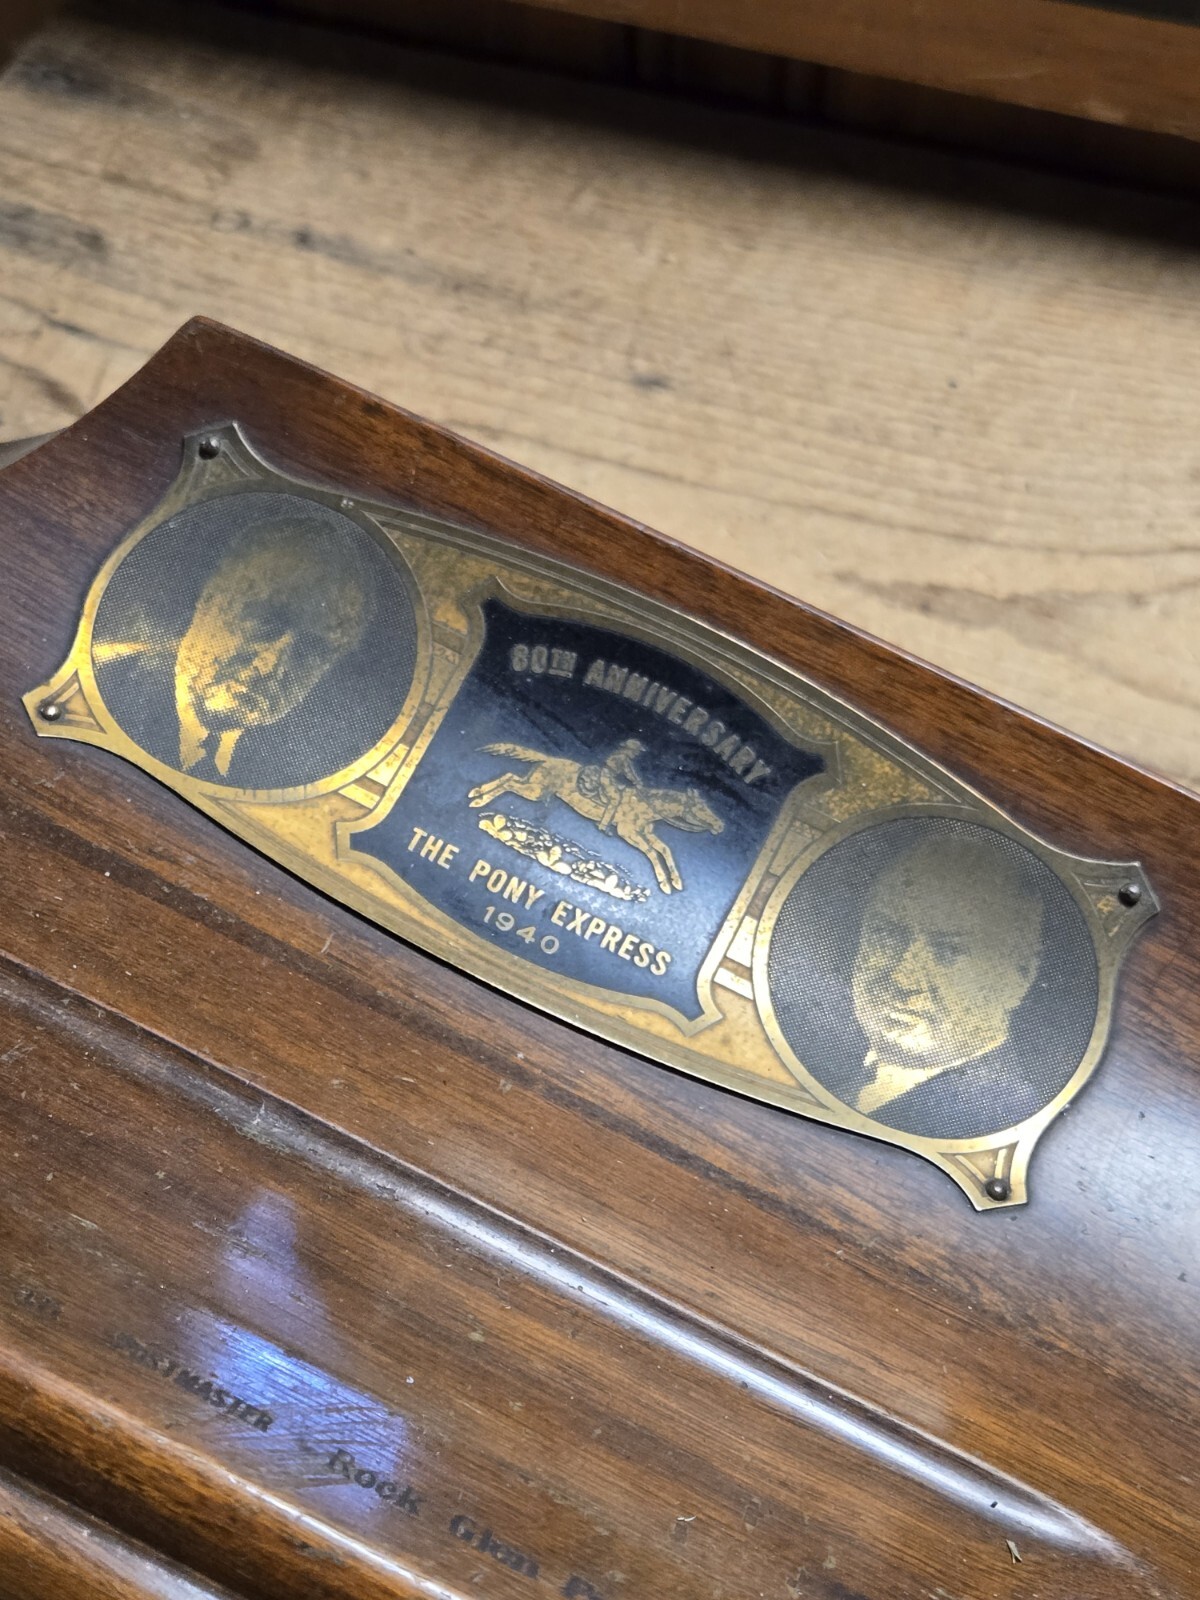 80TH ANNIVERSARY
THE PONY EXPRESS
1940
POSTMASTER Rock Glen